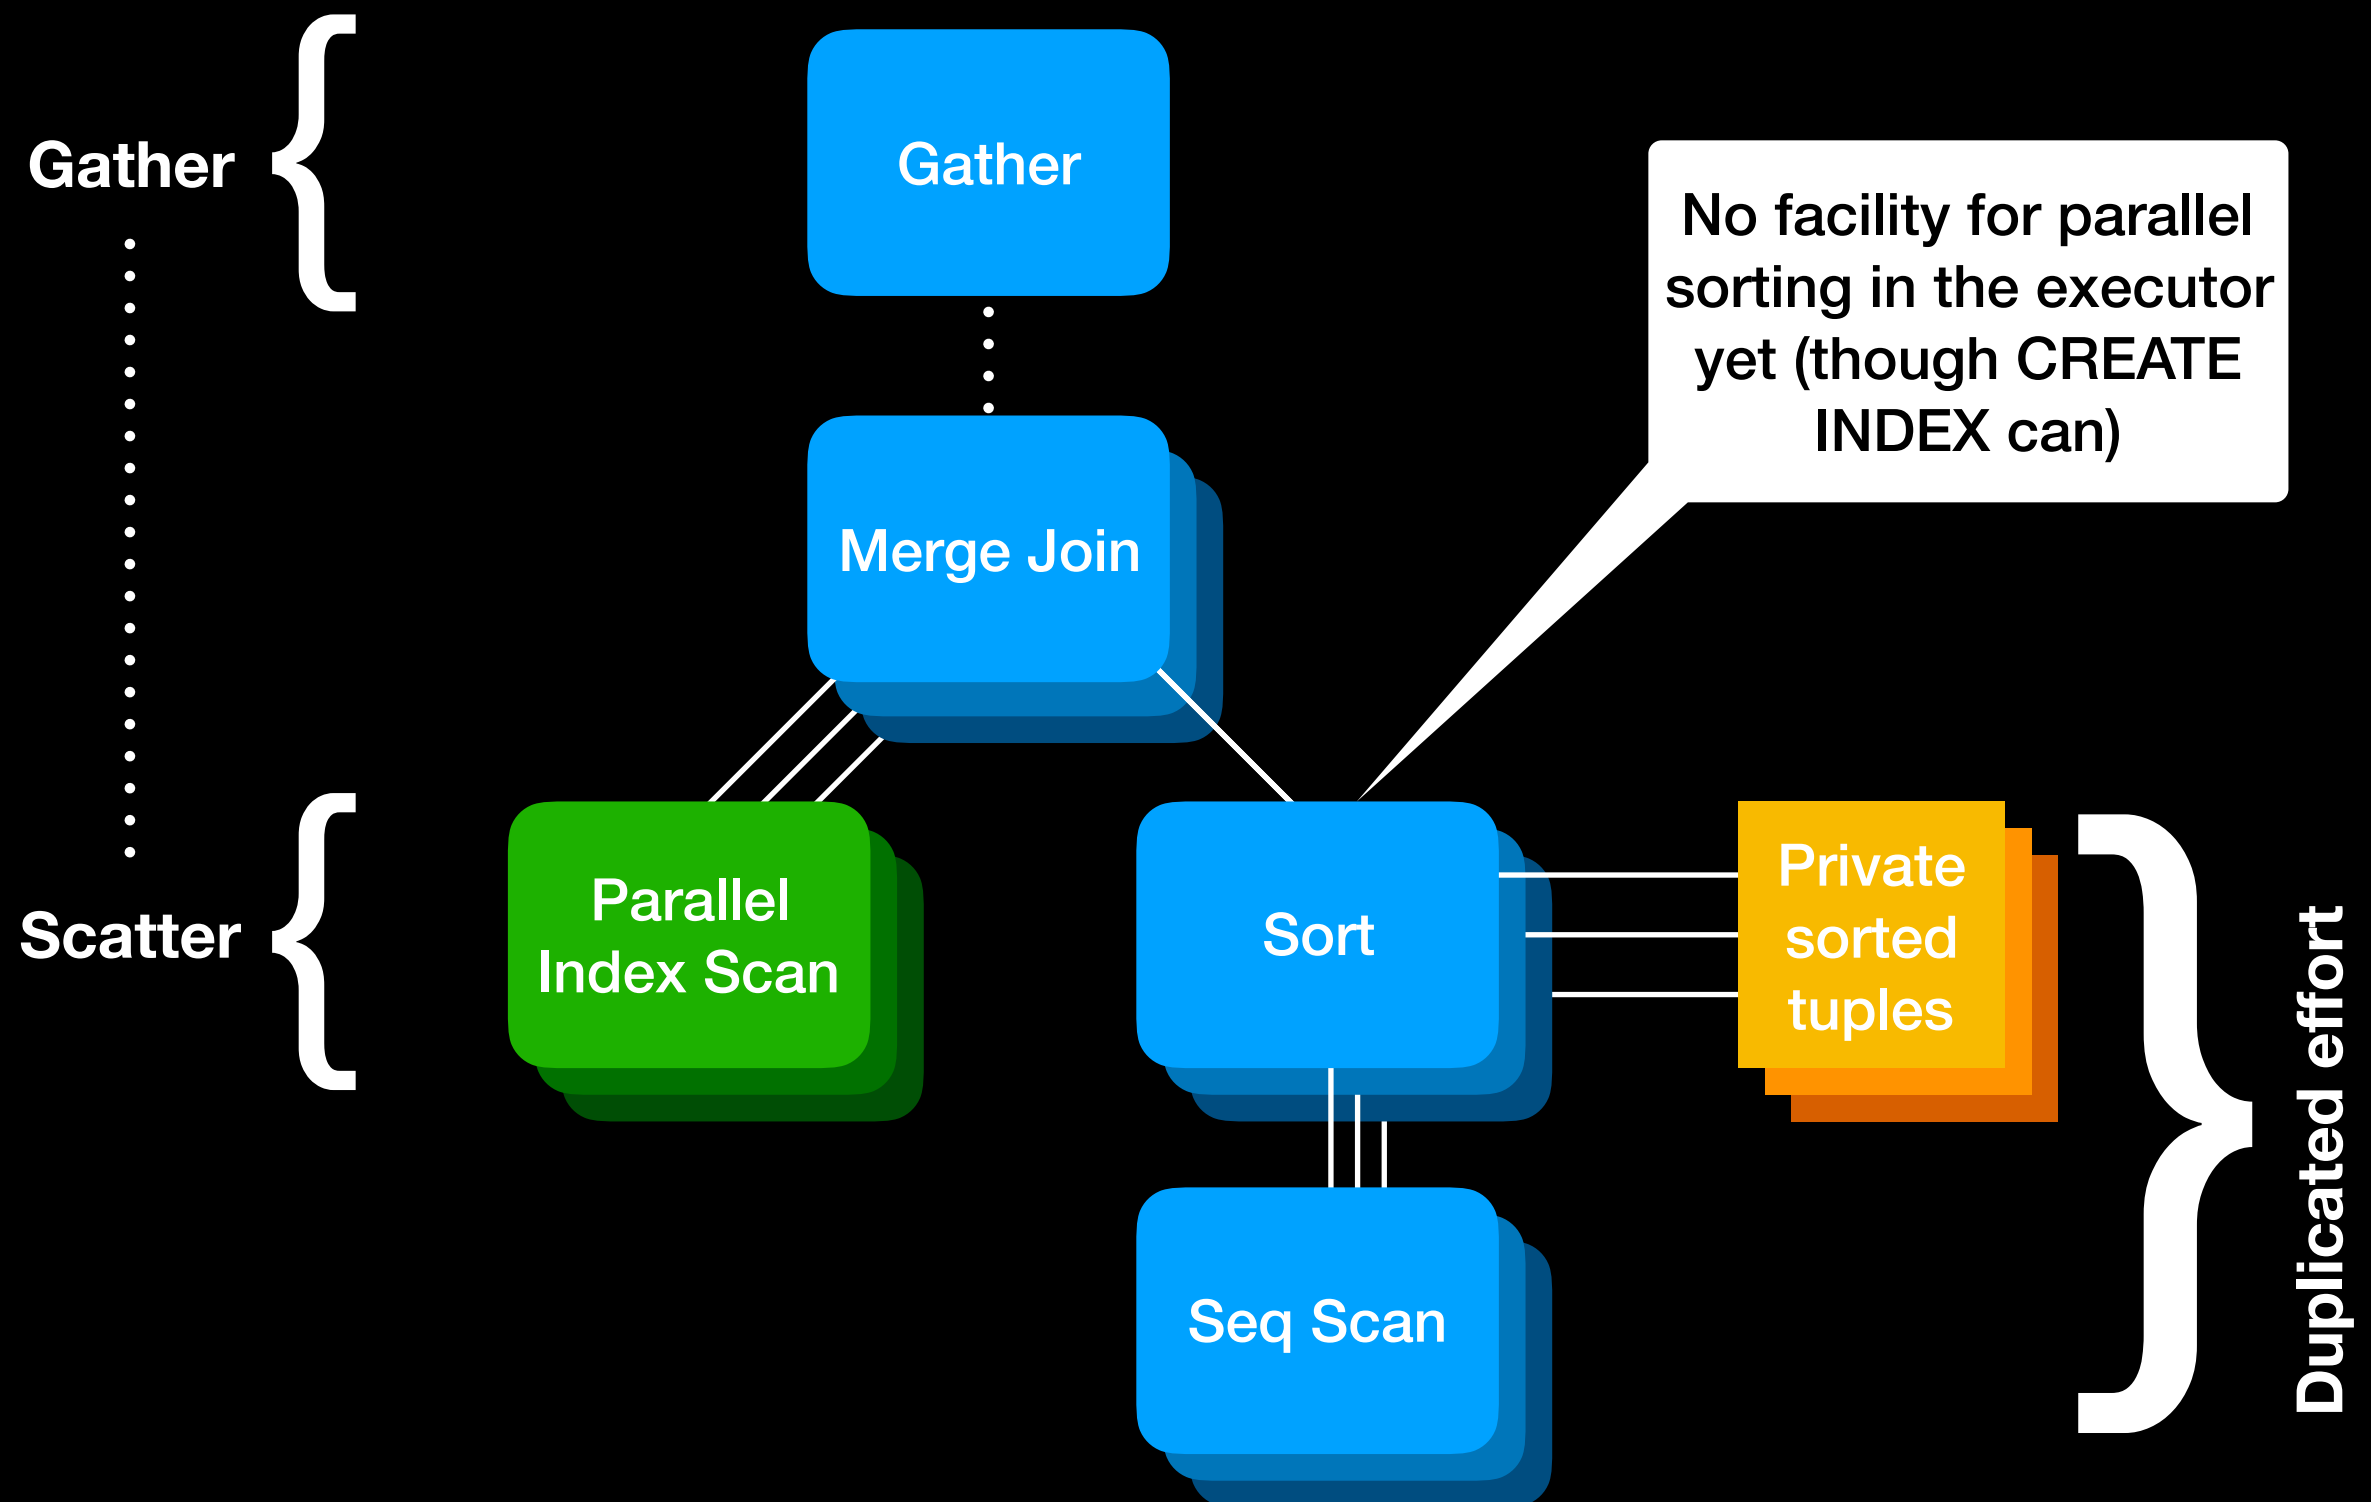 Gather
Gather
No facility for parallel
sorting in the executor
yet (though CREATE
INDEX can)
Merge Join
Scatter
Parallel
Index Scan
Sort
Private
sorted
tuples
Duplicated effort
Seq Scan